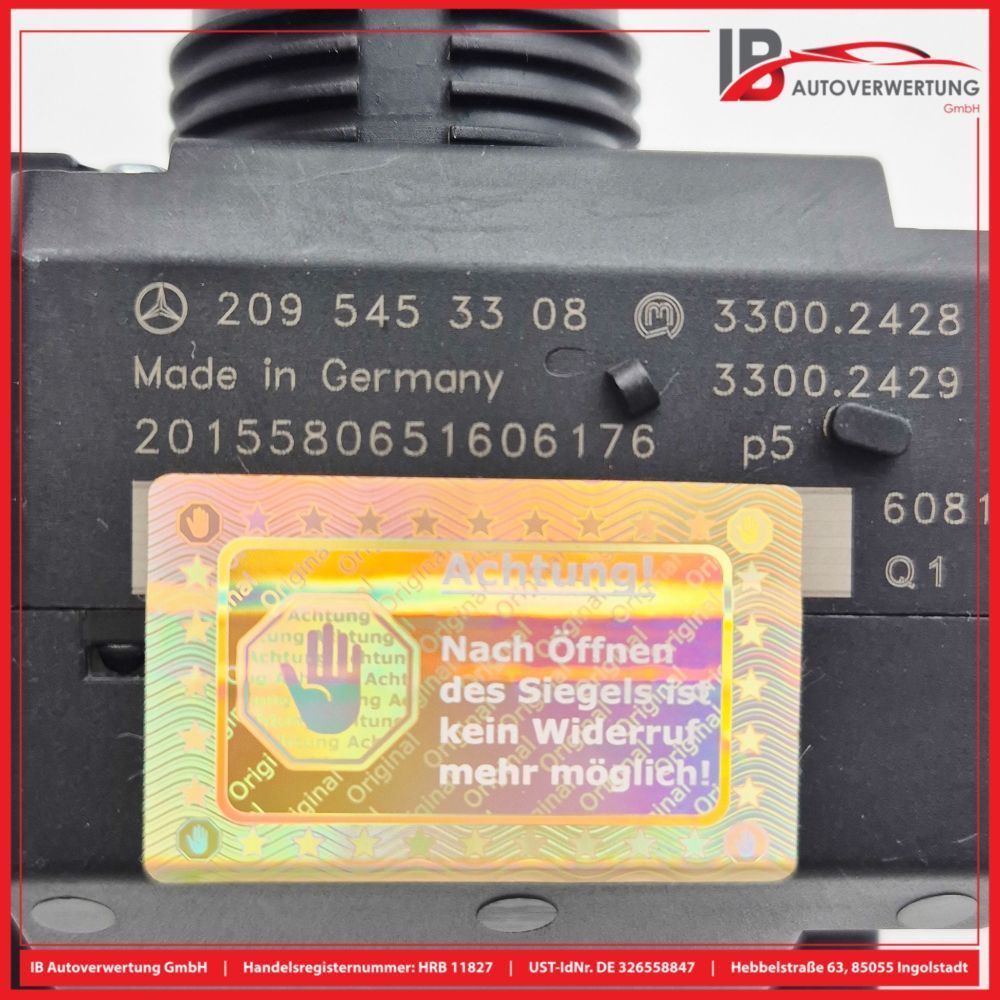 IB AUTOVERWERTUNG
GmbH
209 545 33 08
3300.2428
Made in Germany
3300.2429
2015580651606176
p5
6081
Q1
Achtung!
Nach Öffnen
des Siegels ist
kein Widerruf
mehr möglich!
Achtung
Original
IB Autoverwertung GmbH | Handelsregisternummer: HRB 11827 | UST-IdNr. DE 326558847 | Hebbelstraße 63, 85055 Ingolstadt